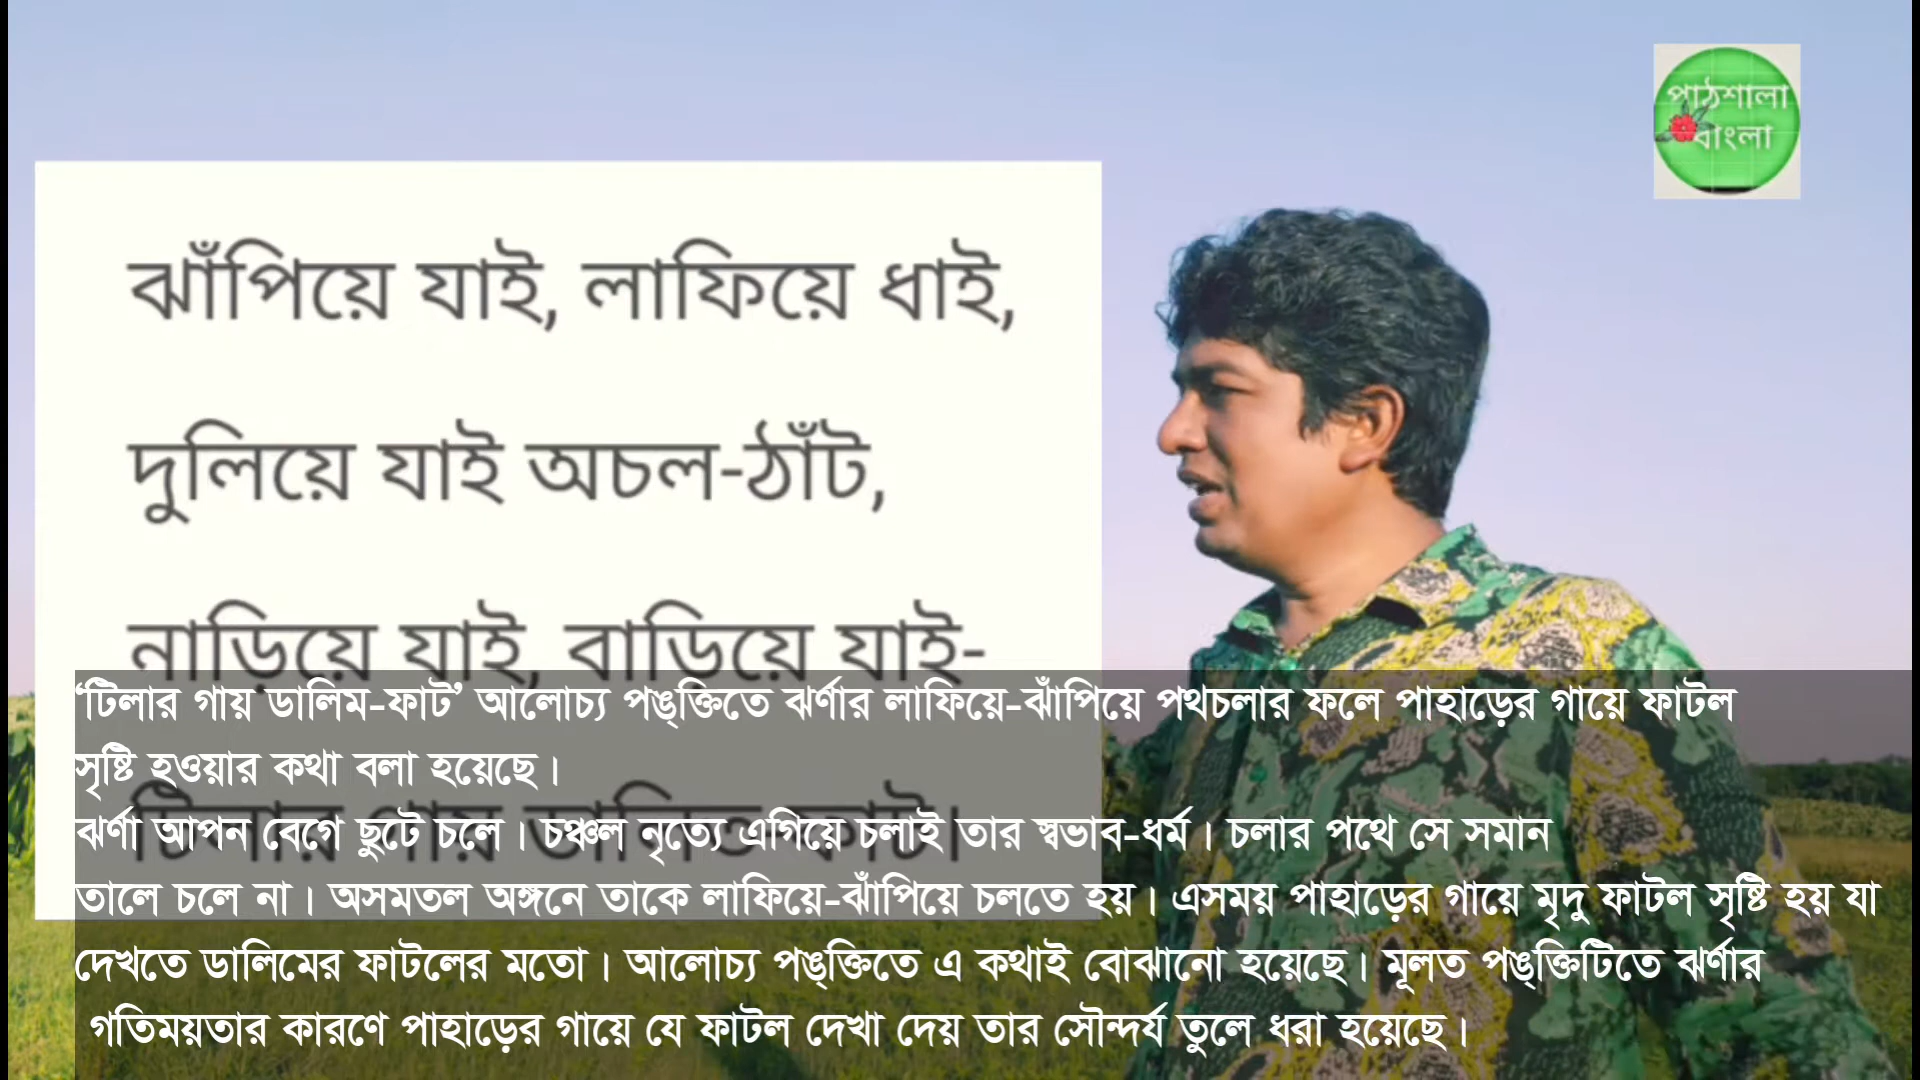 পাঠশালা
বাংলা
ঝাঁপিয়ে যাই, লাফিয়ে ধাই,
দুলিয়ে যাই অচল-ঠাঁট,
নাড়িয়ে যাই, বাড়িয়ে যাই-
টিলার গায় ডালিম-ফাট।
‘টিলার গায় ডালিম-ফাট’ আলোচ্য পঙ্‌ক্তিতে ঝর্ণার লাফিয়ে-ঝাঁপিয়ে পথচলার ফলে পাহাড়ের গায়ে ফাটল
সৃষ্টি হওয়ার কথা বলা হয়েছে।
ঝর্ণা আপন বেগে ছুটে চলে। চঞ্চল নৃত্যে এগিয়ে চলাই তার স্বভাব-ধর্ম। চলার পথে সে সমান
তালে চলে না। অসমতল অঙ্গনে তাকে লাফিয়ে-ঝাঁপিয়ে চলতে হয়। এসময় পাহাড়ের গায়ে মৃদু ফাটল সৃষ্টি হয় যা
দেখতে ডালিমের ফাটলের মতো। আলোচ্য পঙ্‌ক্তিতে এ কথাই বোঝানো হয়েছে। মূলত পঙ্‌ক্তিটিতে ঝর্ণার
গতিময়তার কারণে পাহাড়ের গায়ে যে ফাটল দেখা দেয় তার সৌন্দর্য তুলে ধরা হয়েছে।